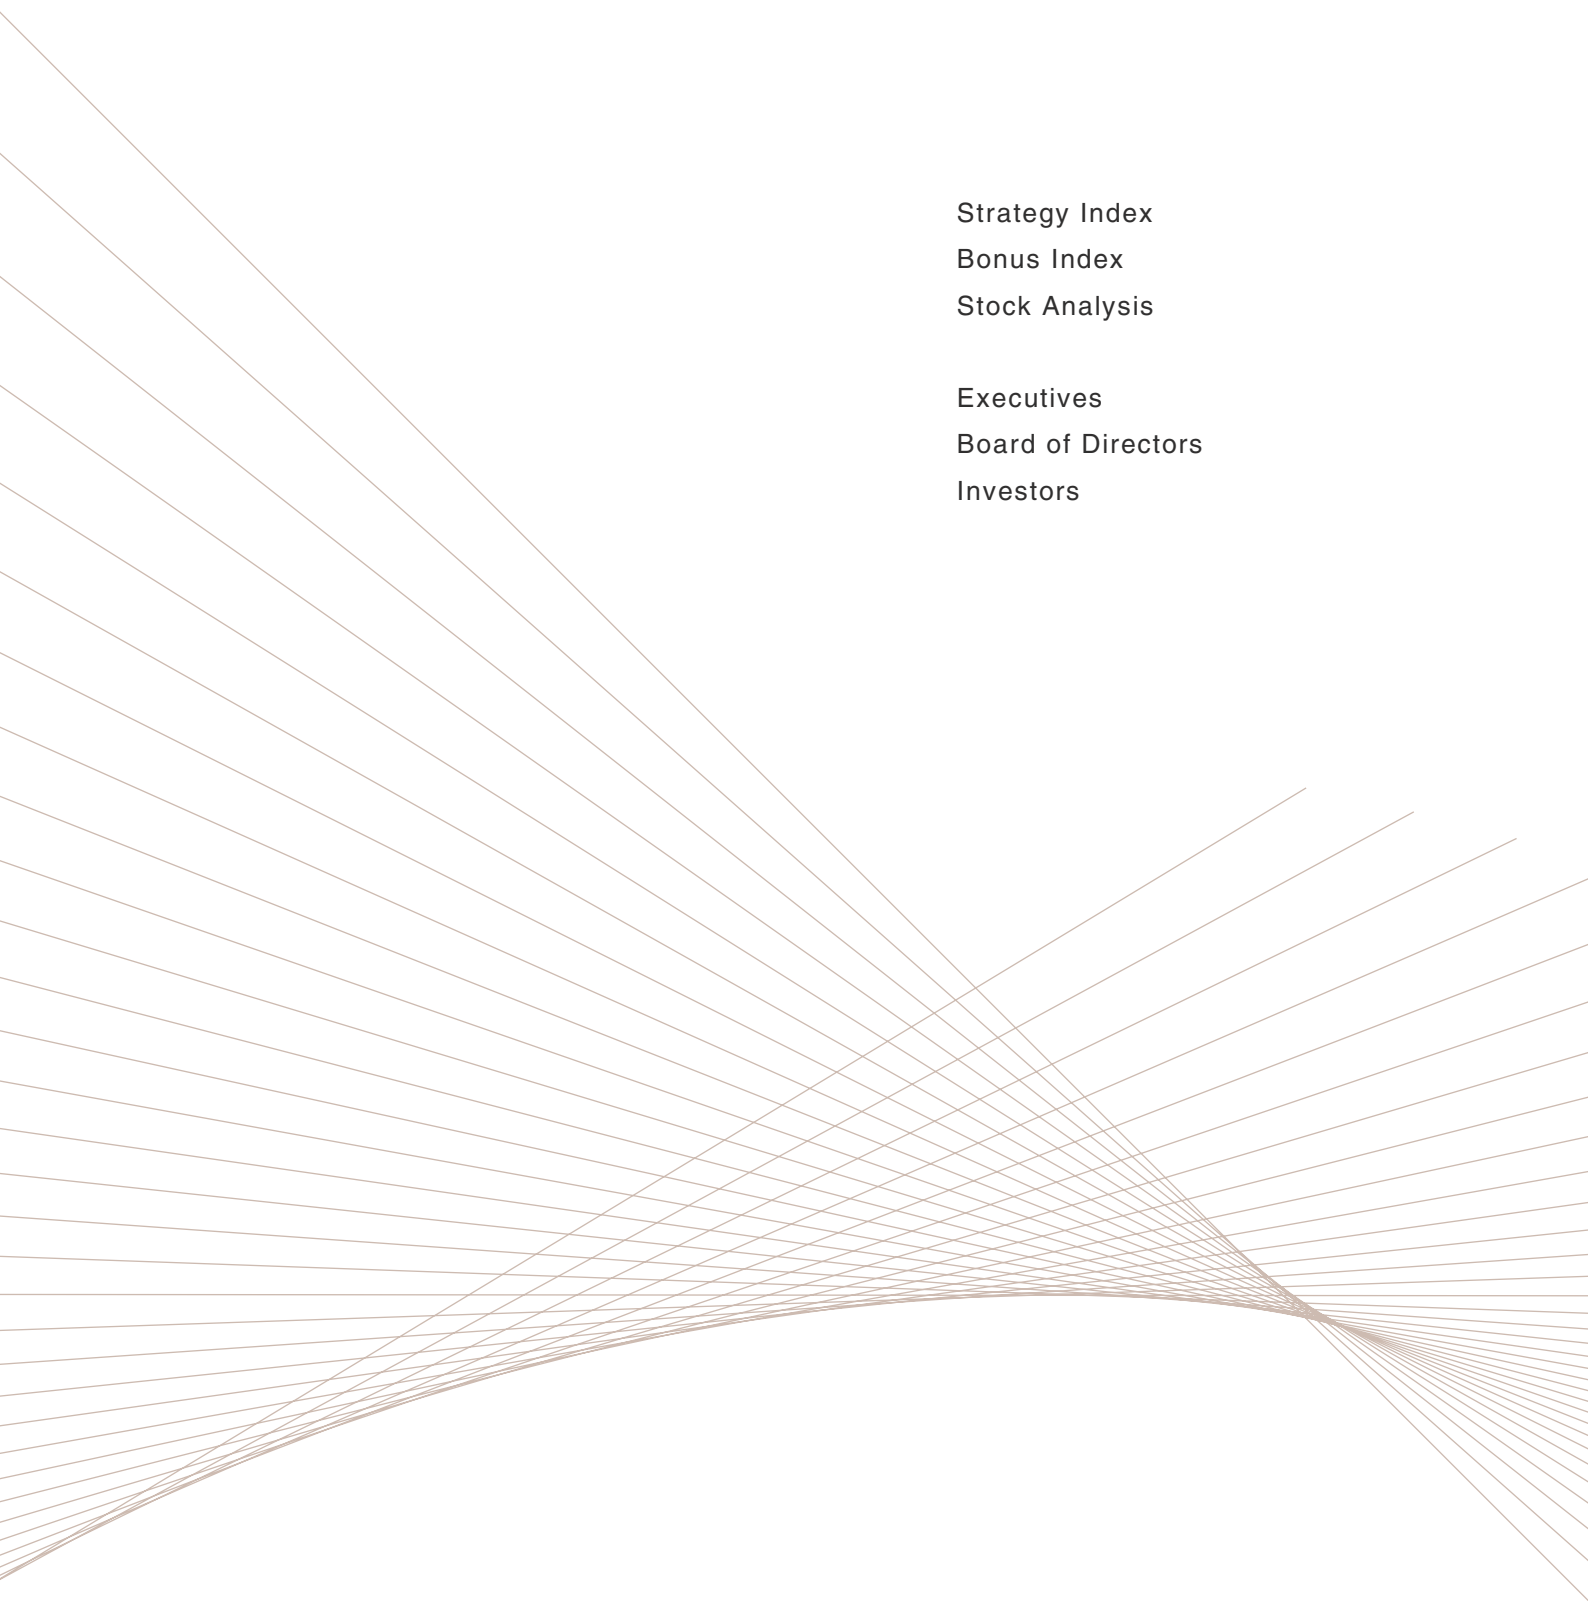 Strategy Index
Bonus Index
Stock Analysis
Executives
Board of Directors
Investors